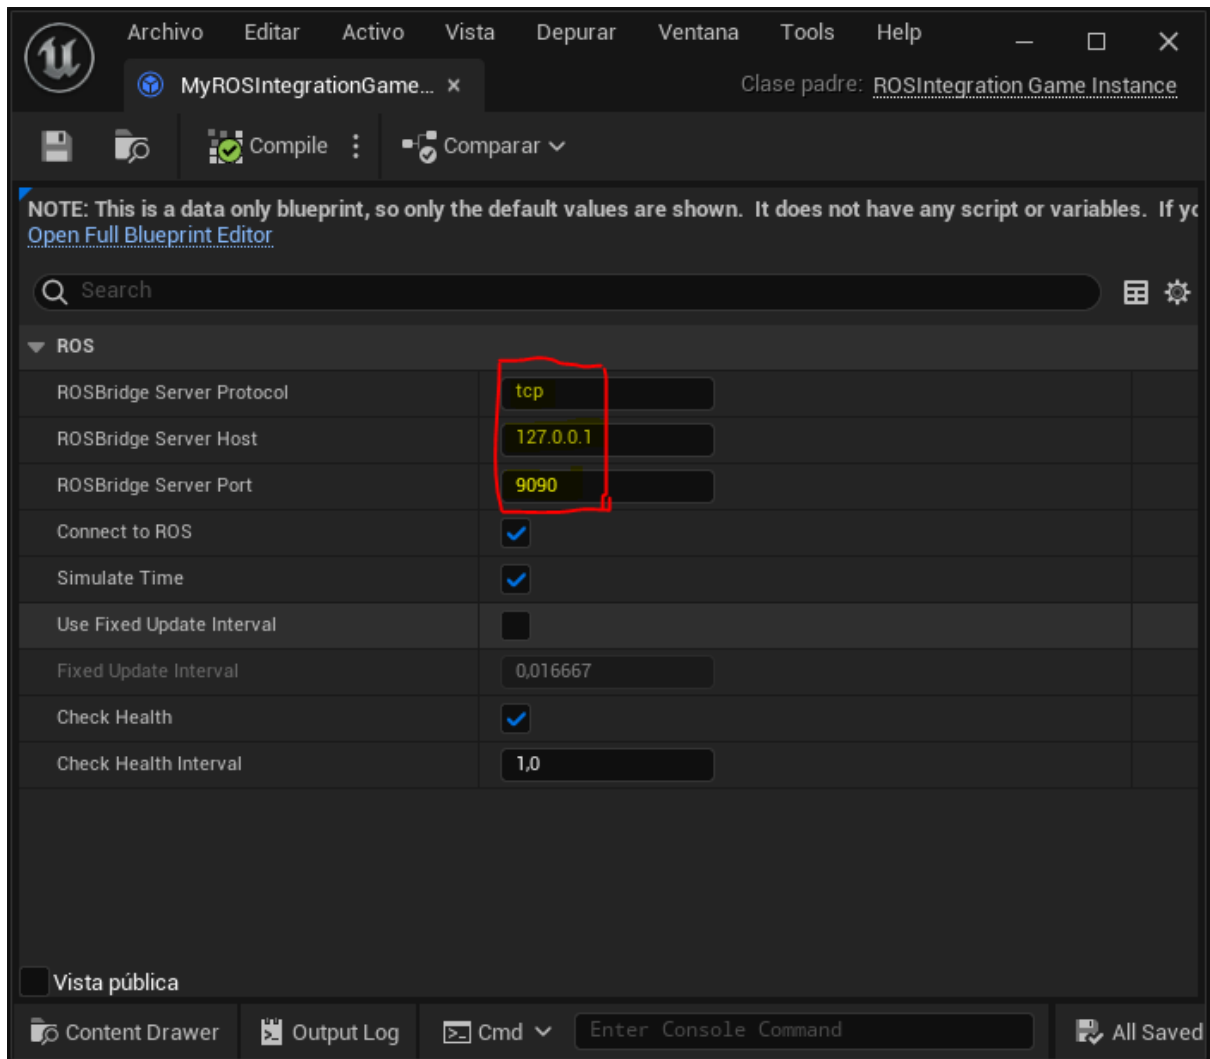 Archivo Editar Activo Vista Depurar Ventana Tools Help
MyROSIntegrationGame... Clase padre: ROSIntegration Game Instance
Compile Comparar
NOTE: This is a data only blueprint, so only the default values are shown. It does not have any script or variables. If yo
Open Full Blueprint Editor
Search
ROS
ROSBridge Server Protocol tcp
ROSBridge Server Host 127.0.0.1
ROSBridge Server Port 9090
Connect to ROS
Simulate Time
Use Fixed Update Interval
Fixed Update Interval 0,016667
Check Health
Check Health Interval 1,0
Vista pública
Content Drawer Output Log Cmd Enter Console Command All Saved